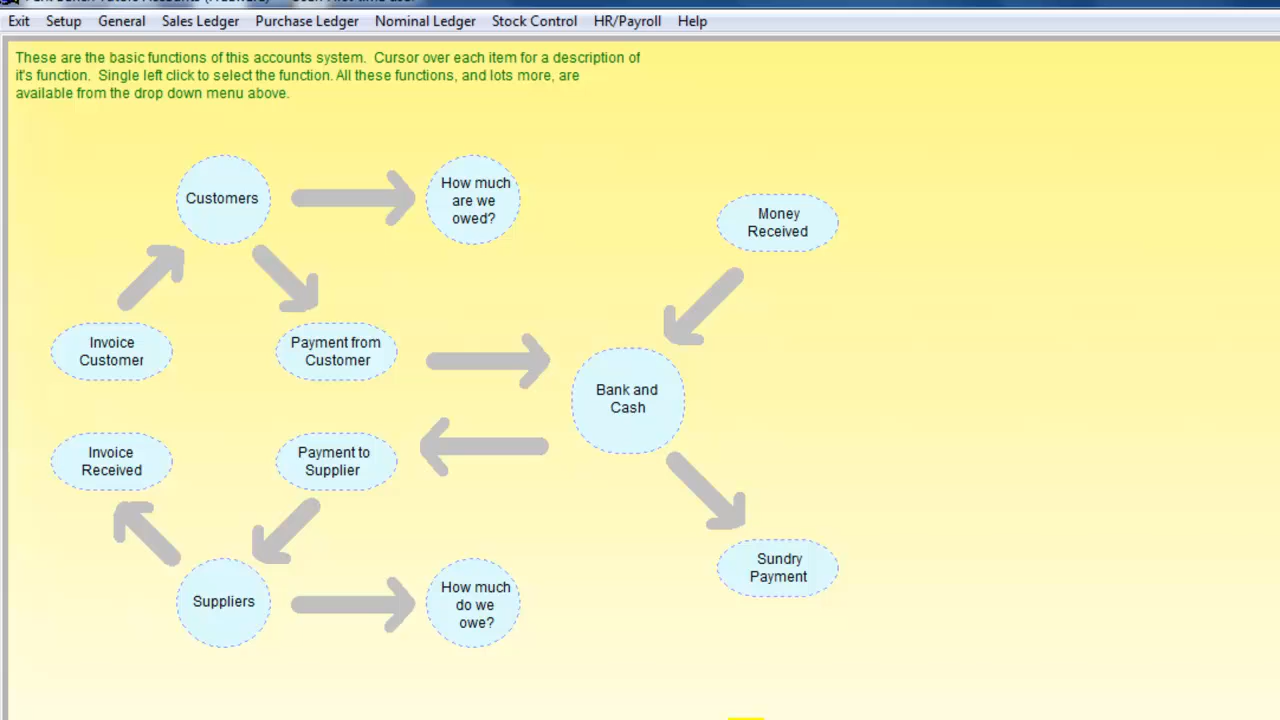 Exit Setup General Sales Ledger Purchase Ledger Nominal Ledger Stock Control HR/Payroll Help
These are the basic functions of this accounts system. Cursor over each item for a description of
it's function. Single left click to select the function. All these functions, and lots more, are
available from the drop down menu above.
Customers
How much
are we
owed?
Money
Received
Invoice
Customer
Payment from
Customer
Bank and
Cash
Invoice
Received
Payment to
Supplier
Sundry
Payment
Suppliers
How much
do we
owe?